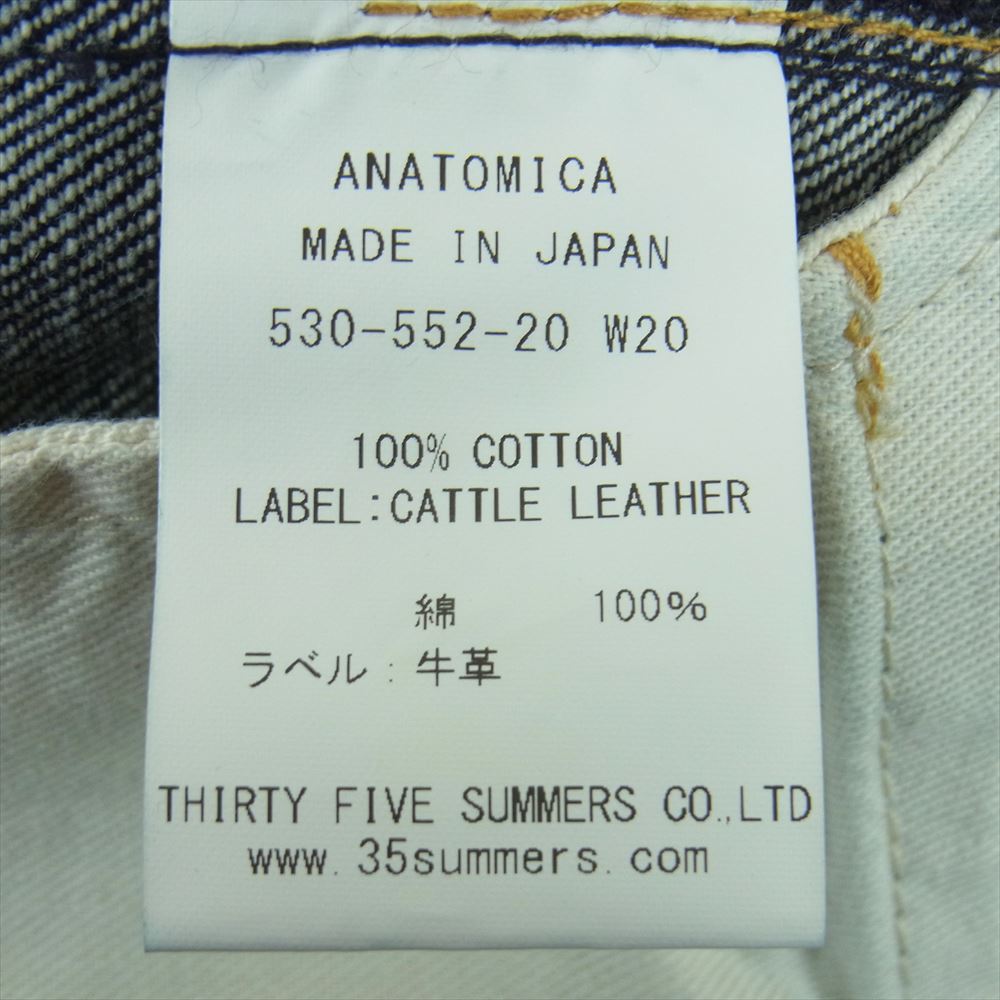 ANATOMICA
MADE IN JAPAN
530-552-20 W20
100% COTTON
LABEL:CATTLE LEATHER
綿 100%
ラベル:牛革
THIRTY FIVE SUMMERS CO.,LTD
www.35summers.com